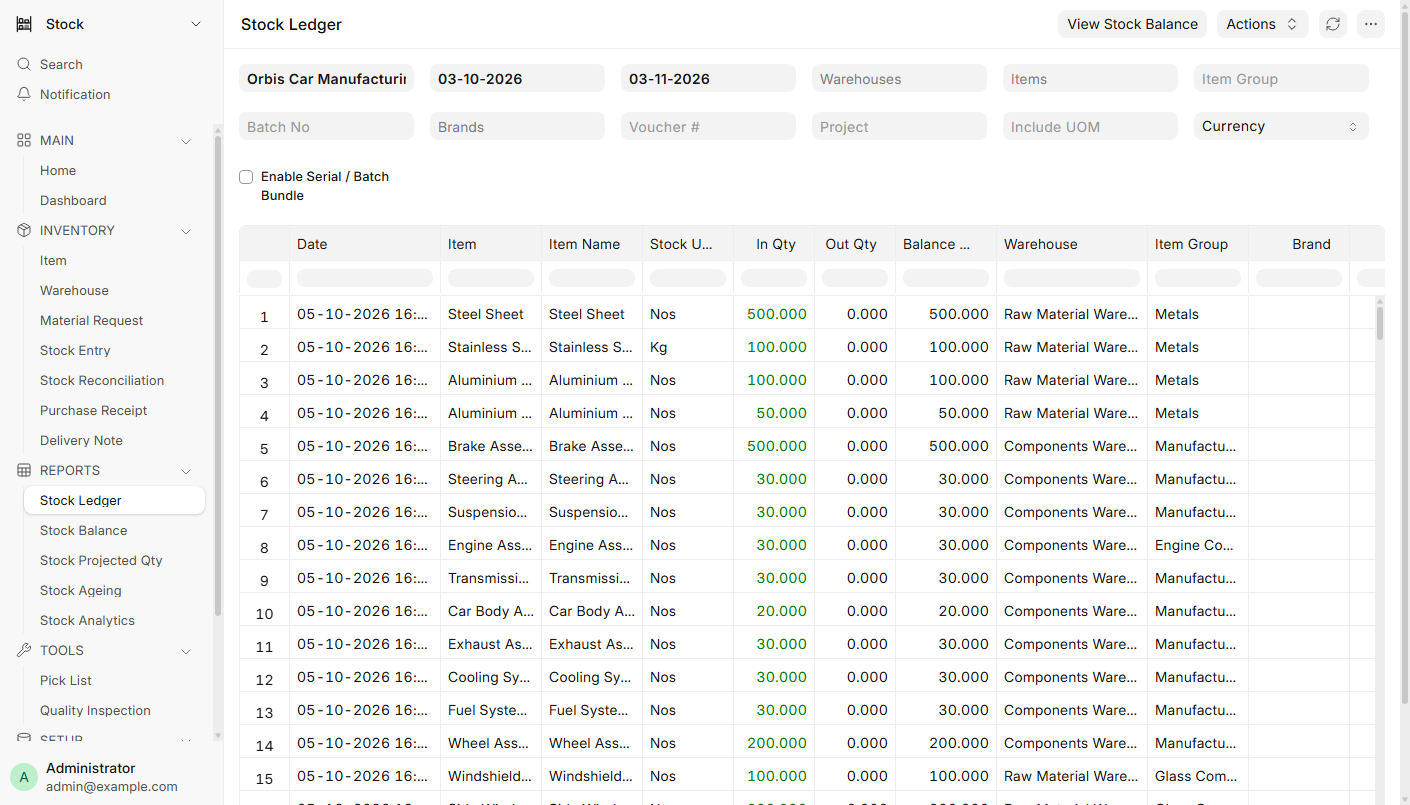 Stock
Search
Notification
MAIN
Home
Dashboard
INVENTORY
Item
Warehouse
Material Request
Stock Entry
Stock Reconciliation
Purchase Receipt
Delivery Note
REPORTS
Stock Ledger
Stock Balance
Stock Projected Qty
Stock Ageing
Stock Analytics
TOOLS
Pick List
Quality Inspection
SETUP
A
Administrator
admin@example.com
Stock Ledger
View Stock Balance
Actions
Orbis Car Manufacturin 03-10-2026 03-11-2026 Warehouses Items Item Group
Batch No Brands Voucher # Project Include UOM Currency
Enable Serial / Batch
Bundle
Date Item Item Name Stock U... In Qty Out Qty Balance ... Warehouse Item Group Brand
1 05-10-2026 16:... Steel Sheet Steel Sheet Nos 500.000 0.000 500.000 Raw Material Ware... Metals
2 05-10-2026 16:... Stainless S... Stainless S... Kg 100.000 0.000 100.000 Raw Material Ware... Metals
3 05-10-2026 16:... Aluminium ... Aluminium ... Nos 100.000 0.000 100.000 Raw Material Ware... Metals
4 05-10-2026 16:... Aluminium ... Aluminium ... Nos 50.000 0.000 50.000 Raw Material Ware... Metals
5 05-10-2026 16:... Brake Asse... Brake Asse... Nos 500.000 0.000 500.000 Components Ware... Manufactu...
6 05-10-2026 16:... Steering A... Steering A... Nos 30.000 0.000 30.000 Components Ware... Manufactu...
7 05-10-2026 16:... Suspensio... Suspensio... Nos 30.000 0.000 30.000 Components Ware... Manufactu...
8 05-10-2026 16:... Engine Ass... Engine Ass... Nos 30.000 0.000 30.000 Components Ware... Engine Co...
9 05-10-2026 16:... Transmissi... Transmissi... Nos 30.000 0.000 30.000 Components Ware... Manufactu...
10 05-10-2026 16:... Car Body A... Car Body A... Nos 20.000 0.000 20.000 Components Ware... Manufactu...
11 05-10-2026 16:... Exhaust As... Exhaust As... Nos 30.000 0.000 30.000 Components Ware... Manufactu...
12 05-10-2026 16:... Cooling Sy... Cooling Sy... Nos 30.000 0.000 30.000 Components Ware... Manufactu...
13 05-10-2026 16:... Fuel Syste... Fuel Syste... Nos 30.000 0.000 30.000 Components Ware... Manufactu...
14 05-10-2026 16:... Wheel Ass... Wheel Ass... Nos 200.000 0.000 200.000 Components Ware... Manufactu...
15 05-10-2026 16:... Windshield... Windshield... Nos 100.000 0.000 100.000 Raw Material Ware... Glass Com...